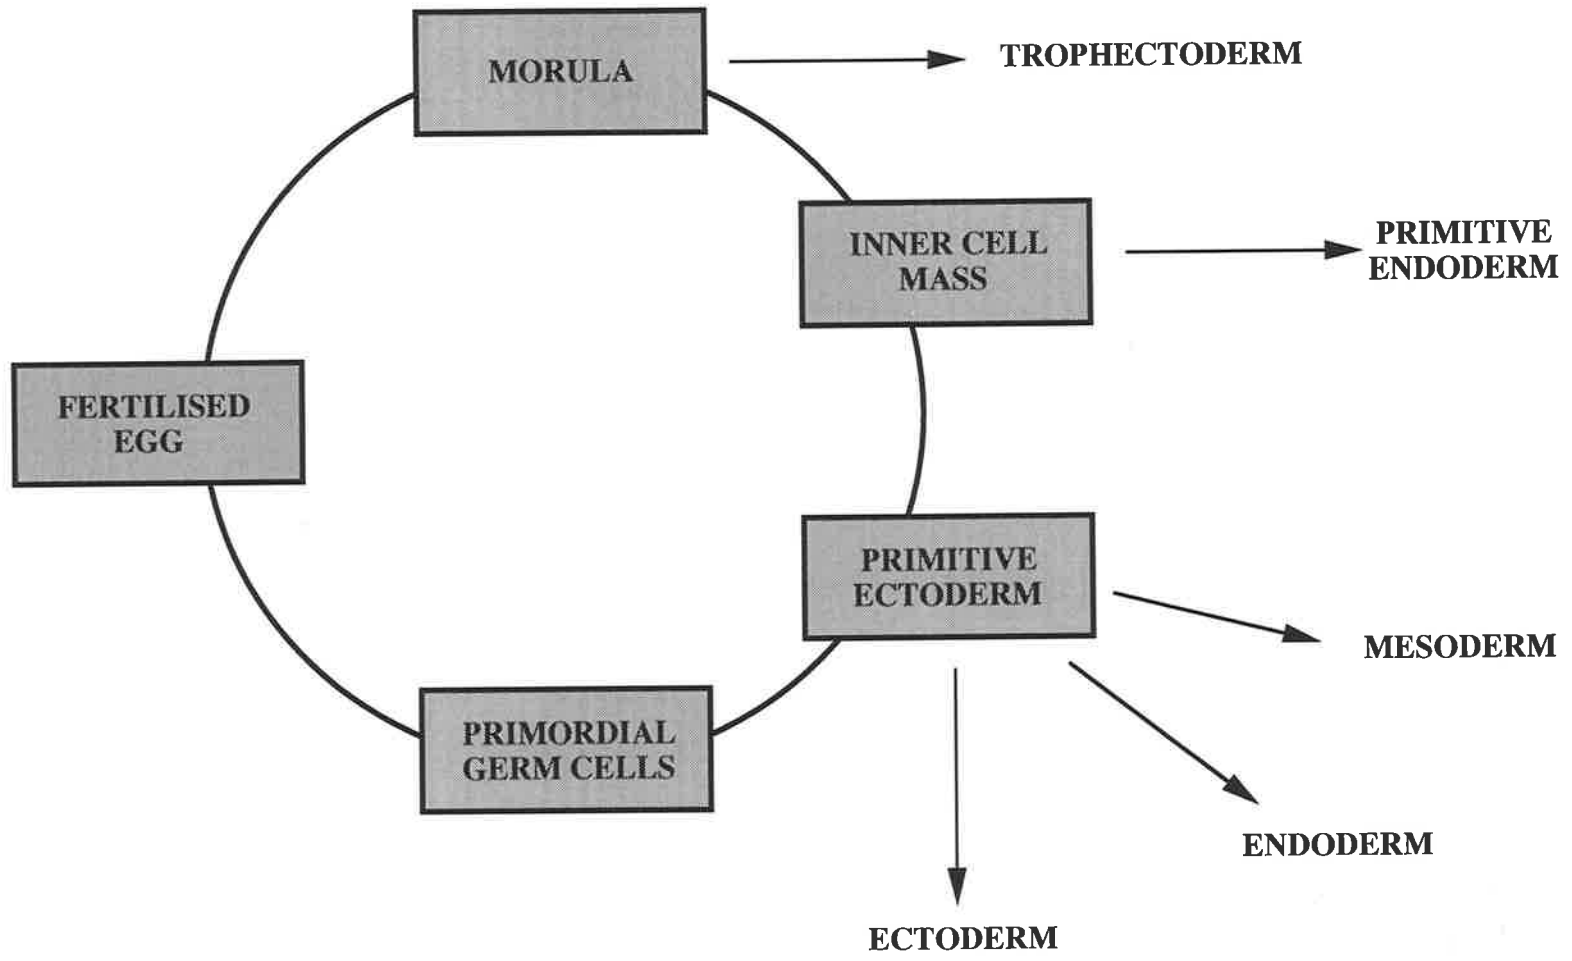 MORULA
TROPHECTODERM
INNER CELL
MASS
PRIMITIVE
ENDODERM
FERTILISED
EGG
PRIMITIVE
ECTODERM
MESODERM
PRIMORDIAL
GERM CELLS
ENDODERM
ECTODERM